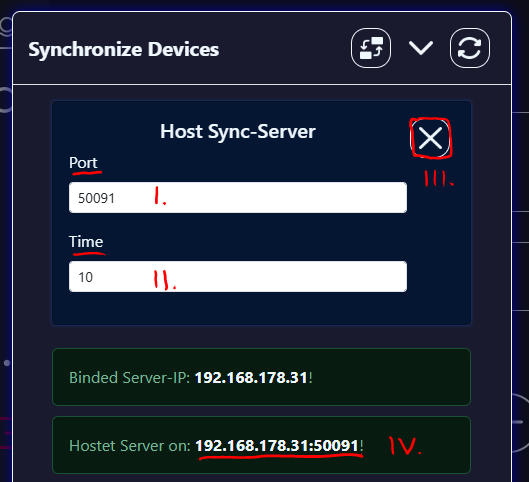 Synchronize Devices
Host Sync-Server
Port
III.
50091 I.
Time
10 II.
Binded Server-IP: 192.168.178.31!
Hostet Server on: 192.168.178.31:50091! IV.